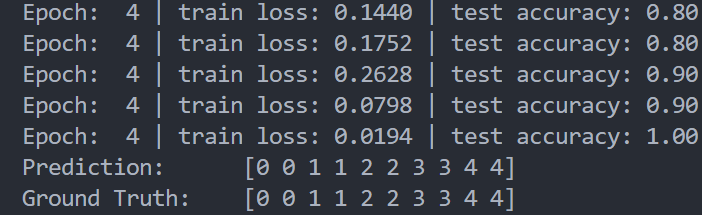 Epoch:  4 | train loss: 0.1440 | test accuracy: 0.80
Epoch:  4 | train loss: 0.1752 | test accuracy: 0.80
Epoch:  4 | train loss: 0.2628 | test accuracy: 0.90
Epoch:  4 | train loss: 0.0798 | test accuracy: 0.90
Epoch:  4 | train loss: 0.0194 | test accuracy: 1.00
Prediction:      [0 0 1 1 2 2 3 3 4 4]
Ground Truth:    [0 0 1 1 2 2 3 3 4 4]